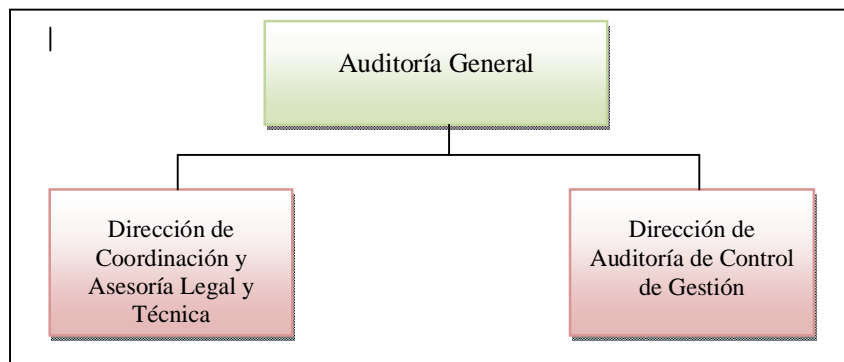 Auditoría General
Dirección de
Coordinación y
Asesoría Legal y
Técnica
Dirección de
Auditoría de Control
de Gestión